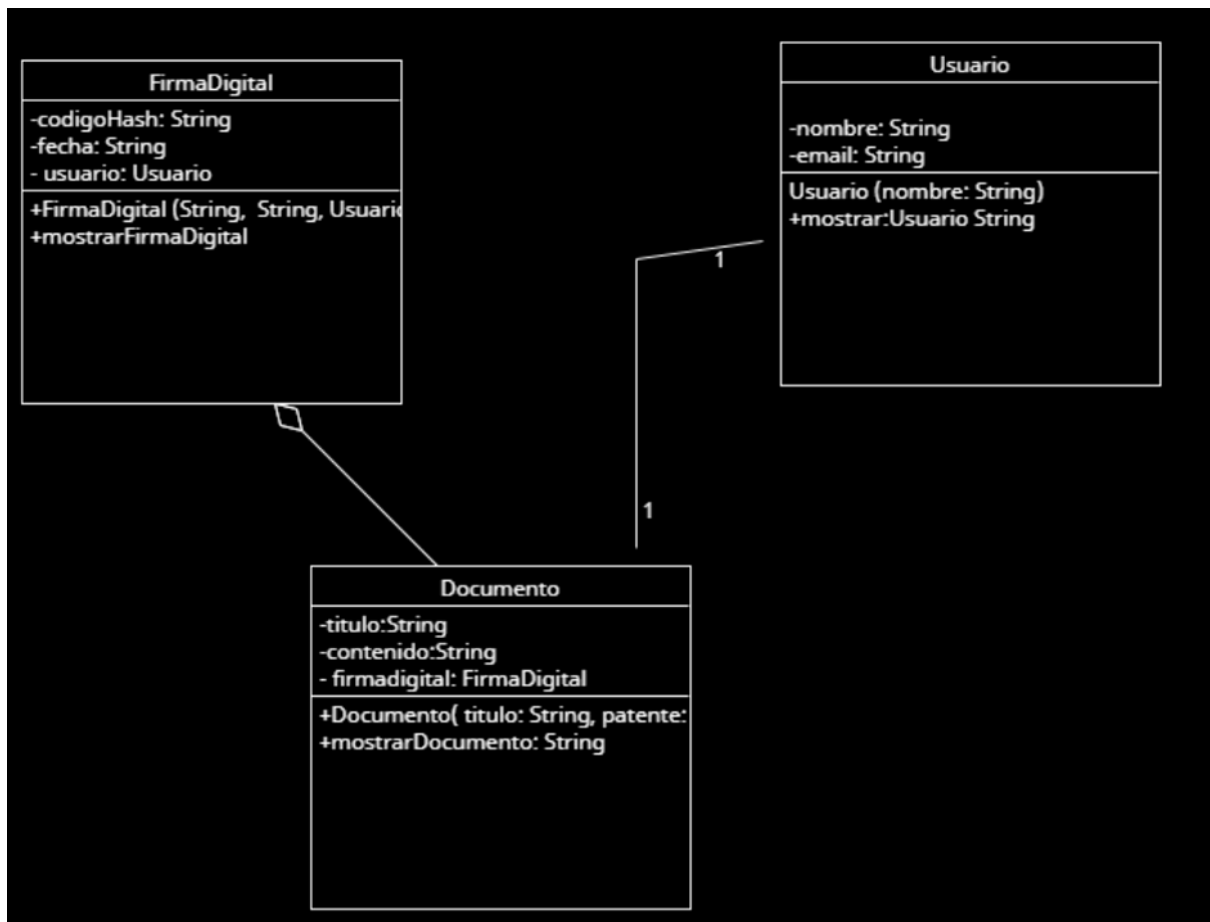 FirmaDigital
-codigoHash: String
-fecha: String
- usuario: Usuario
+FirmaDigital (String, String, Usuario
+mostrarFirmaDigital
Usuario
-nombre: String
-email: String
Usuario (nombre: String)
+mostrar:Usuario String
1
1
Documento
-titulo:String
-contenido:String
- firmadigital: FirmaDigital
+Documento( titulo: String, patente:
+mostrarDocumento: String